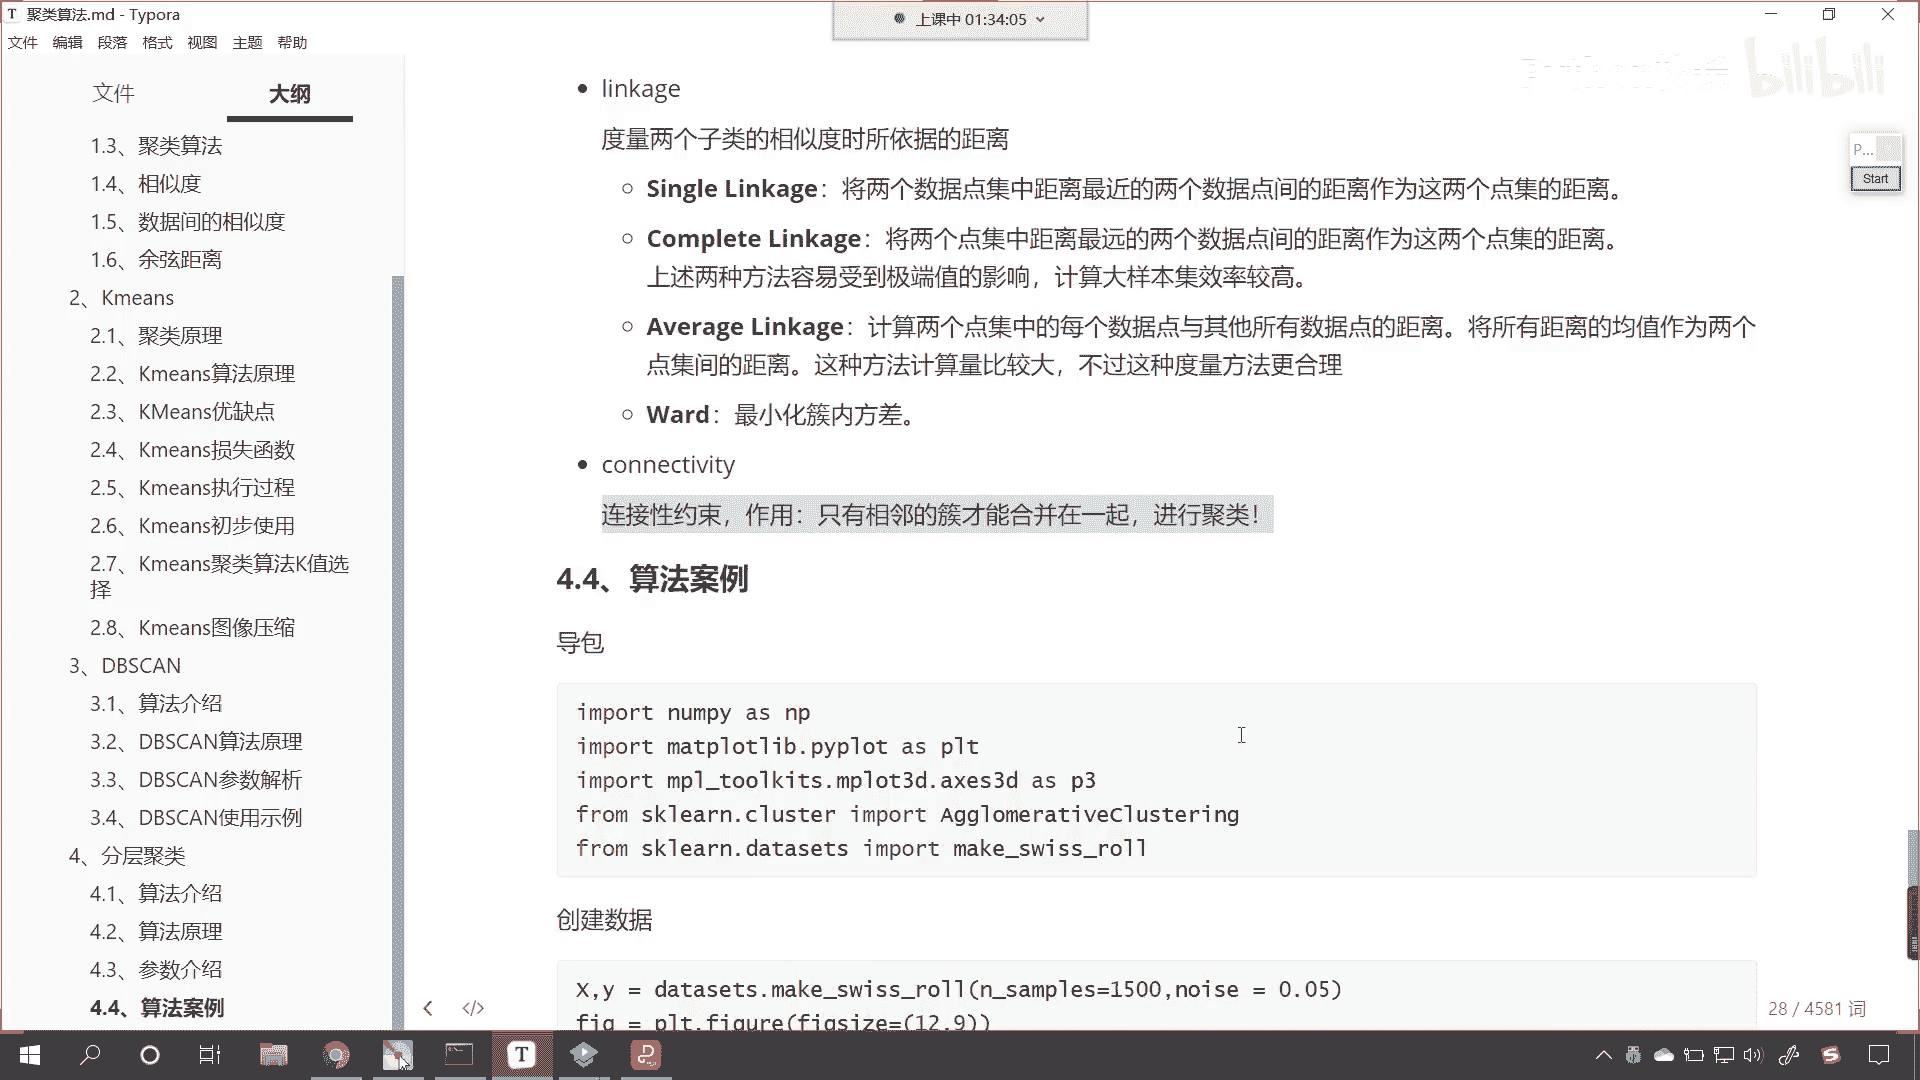 聚类算法.md - Typora
上课中 01:34:05
文件 编辑 段落 格式 视图 主题 帮助
bilibili
文件 大纲
1.3、聚类算法
1.4、相似度
1.5、数据间的相似度
1.6、余弦距离
2、Kmeans
2.1、聚类原理
2.2、Kmeans算法原理
2.3、KMeans优缺点
2.4、Kmeans损失函数
2.5、Kmeans执行过程
2.6、Kmeans初步使用
2.7、Kmeans聚类算法K值选
择
2.8、Kmeans图像压缩
3、DBSCAN
3.1、算法介绍
3.2、DBSCAN算法原理
3.3、DBSCAN参数解析
3.4、DBSCAN使用示例
4、分层聚类
4.1、算法介绍
4.2、算法原理
4.3、参数介绍
4.4、算法案例
linkage
度量两个子类的相似度时所依据的距离
Single Linkage：将两个数据点集中距离最近的两个数据点间的距离作为这两个点集的距离。
Complete Linkage：将两个点集中距离最远的两个数据点间的距离作为这两个点集的距离。
上述两种方法容易受到极端值的影响，计算大样本集效率较高。
Average Linkage：计算两个点集中的每个数据点与其他所有数据点的距离。将所有距离的均值作为两个
点集间的距离。这种方法计算量比较大，不过这种度量方法更合理
Ward：最小化簇内方差。
connectivity
连接性约束，作用：只有相邻的簇才能合并在一起，进行聚类！
4.4、算法案例
导包
import numpy as np
import matplotlib.pyplot as plt
import mpl_toolkits.mplot3d.axes3d as p3
from sklearn.cluster import AgglomerativeClustering
from sklearn.datasets import make_swiss_roll
创建数据
X,y = datasets.make_swiss_roll(n_samples=1500,noise = 0.05)
fig = plt.figure(figsize=(12,9))
28 / 4581 词
P...
Start